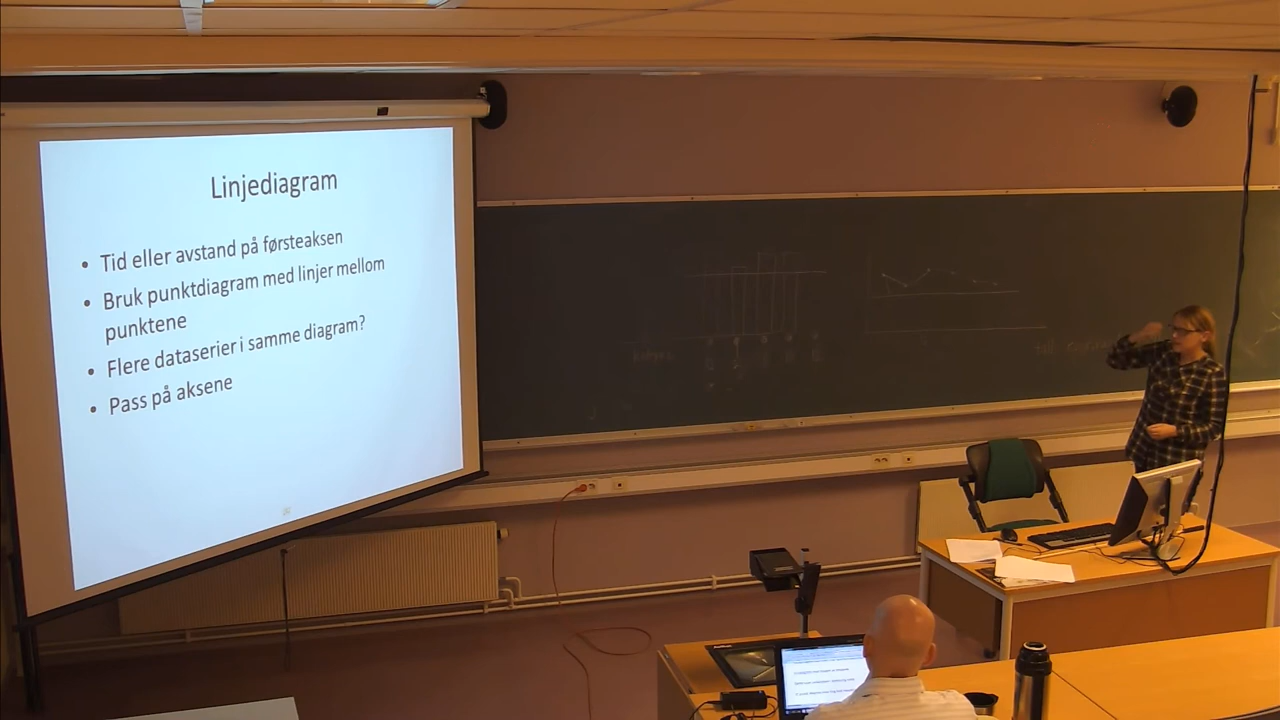 Linjediagram
• Tid eller avstand på førsteaksen
• Bruk punktdiagram med linjer mellom
punktene
• Flere dataserier i samme diagram?
• Pass på aksene